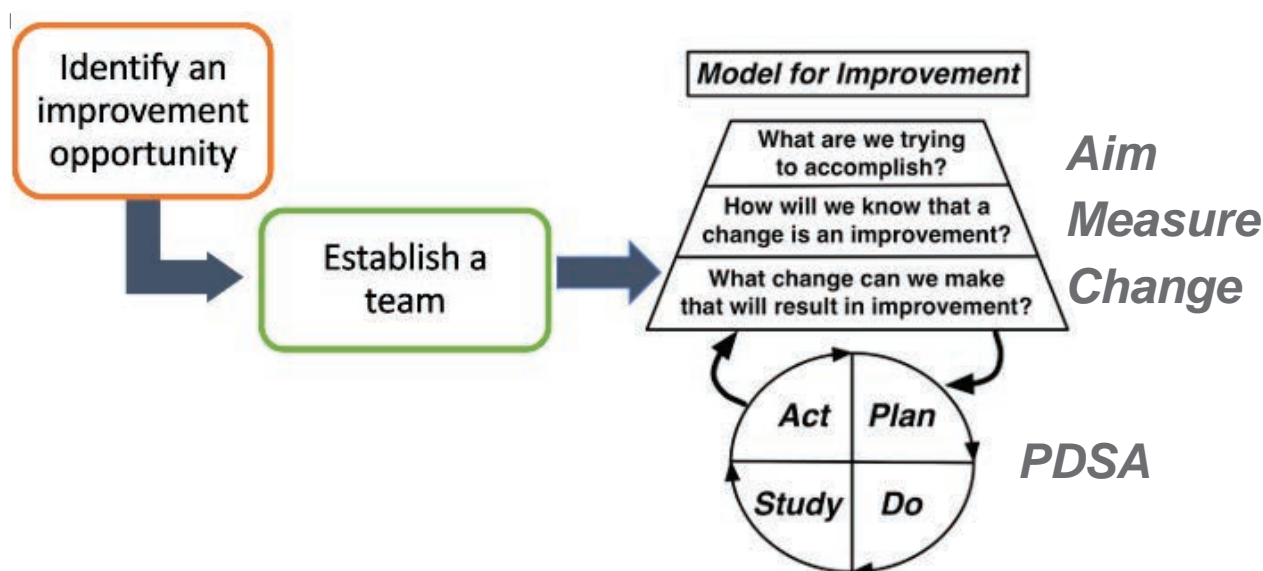 Identify an
improvement
opportunity
Establish a
team
Model for Improvement
What are we trying
to accomplish?
How will we know that a
change is an improvement?
What change can we make
that will result in improvement?
Aim
Measure
Change
Act
Plan
Study
Do
PDSA